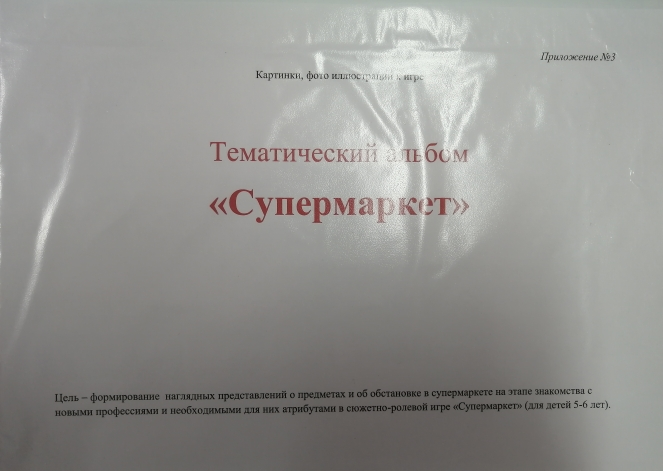 Приложение №3
Картинки, фото иллюстрации к игре
Тематический альбом
«Супермаркет»
Цель – формирование наглядных представлений о предметах и об обстановке в супермаркете на этапе знакомства с
новыми профессиями и необходимыми для них атрибутами в сюжетно-ролевой игре «Супермаркет» (для детей 5-6 лет).